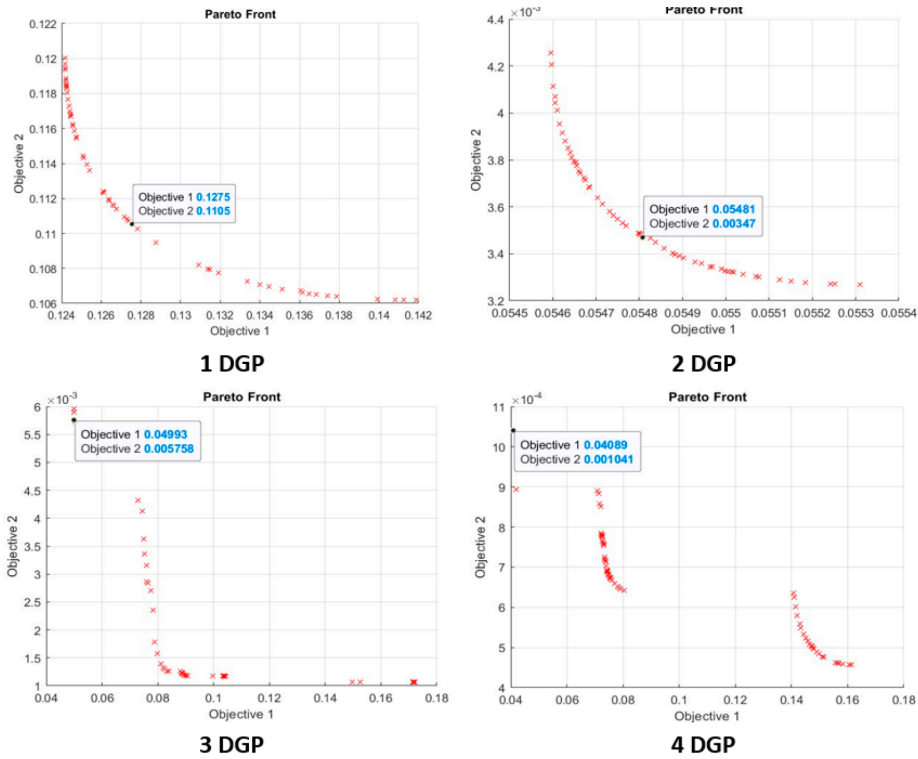 Pareto Front
0.122
0.12
0.118
0.116
0.114
0.112
0.11
0.108
0.106
Objective 2
Objective 1 0.1275
Objective 2 0.1105
0.124 0.126 0.128 0.13 0.132 0.134 0.136 0.138 0.14 0.142
Objective 1
1 DGP
×10⁻³
Pareto Front
4.4
4.2
4
3.8
3.6
3.4
3.2
Objective 2
Objective 1 0.05481
Objective 2 0.00347
0.0545 0.0546 0.0547 0.0548 0.0549 0.055 0.0551 0.0552 0.0553 0.0554
Objective 1
2 DGP
×10⁻³
Pareto Front
6
5.5
5
4.5
4
3.5
3
2.5
2
1.5
1
Objective 2
Objective 1 0.04993
Objective 2 0.005758
0.04 0.06 0.08 0.1 0.12 0.14 0.16 0.18
Objective 1
3 DGP
×10⁻⁴
Pareto Front
11
10
9
8
7
6
5
4
Objective 2
Objective 1 0.04089
Objective 2 0.001041
0.04 0.06 0.08 0.1 0.12 0.14 0.16 0.18
Objective 1
4 DGP